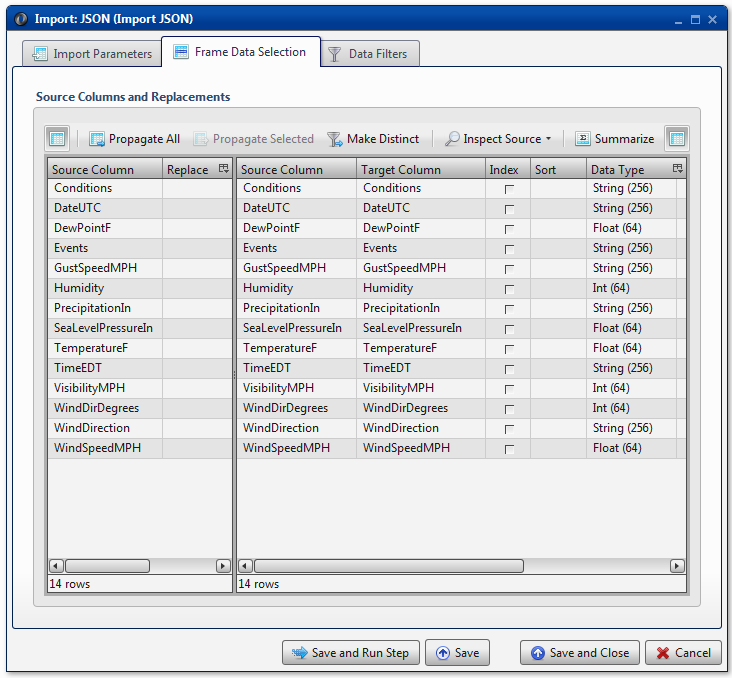 Import: JSON (Import JSON)
Import Parameters Frame Data Selection Data Filters
Source Columns and Replacements
Propagate All Propagate Selected Make Distinct Inspect Source Summarize
Source Column Replace Source Column Target Column Index Sort Data Type
Conditions Conditions Conditions String (256)
DateUTC DateUTC DateUTC String (256)
DewPointF DewPointF DewPointF Float (64)
Events Events Events String (256)
GustSpeedMPH GustSpeedMPH GustSpeedMPH String (256)
Humidity Humidity Humidity Int (64)
PrecipitationIn PrecipitationIn PrecipitationIn String (256)
SeaLevelPressureIn SeaLevelPressureIn SeaLevelPressureIn Float (64)
TemperatureF TemperatureF TemperatureF Float (64)
TimeEDT TimeEDT TimeEDT String (256)
VisibilityMPH VisibilityMPH VisibilityMPH Int (64)
WindDirDegrees WindDirDegrees WindDirDegrees Int (64)
WindDirection WindDirection WindDirection String (256)
WindSpeedMPH WindSpeedMPH WindSpeedMPH Float (64)
14 rows 14 rows
Save and Run Step Save Save and Close Cancel